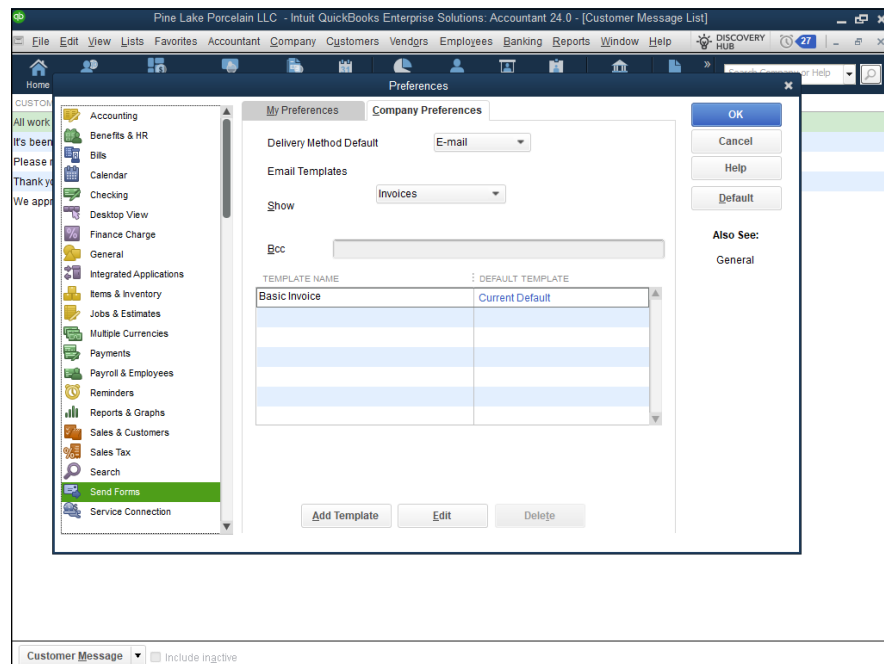 Pine Lake Porcelain LLC - Intuit QuickBooks Enterprise Solutions: Accountant 24.0 - [Customer Message List]
File Edit View Lists Favorites Accountant Company Customers Vendors Employees Banking Reports Window Help DISCOVERY HUB 27
Home
Preferences
CUSTOM
All work
It's been
Please
Thank
We
Accounting
Benefits & HR
Bills
Calendar
Checking
Desktop View
Finance Charge
General
Integrated Applications
Items & Inventory
Jobs & Estimates
Multiple Currencies
Payments
Payroll & Employees
Reminders
Reports & Graphs
Sales & Customers
Sales Tax
Search
Send Forms
Service Connection
My Preferences Company Preferences
Delivery Method Default E-mail
Email Templates
Show Invoices
Bcc
TEMPLATE NAME DEFAULT TEMPLATE
Basic Invoice Current Default
Add Template Edit Delete
OK
Cancel
Help
Default
Also See:
General
Customer Message Include inactive